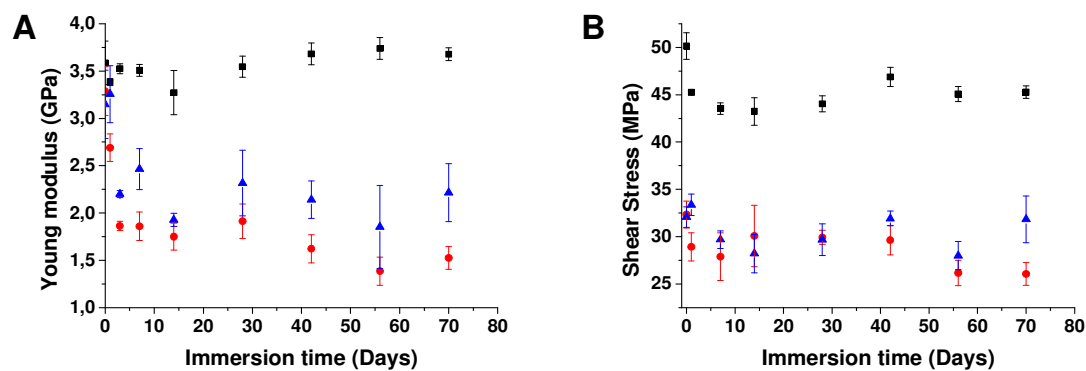 A
B
Young modulus (GPa)
4,0
3,5
3,0
2,5
2,0
1,5
1,0
0 10 20 30 40 50 60 70 80
Immersion time (Days)
Shear Stress (MPa)
50
45
40
35
30
25
0 10 20 30 40 50 60 70 80
Immersion time (Days)